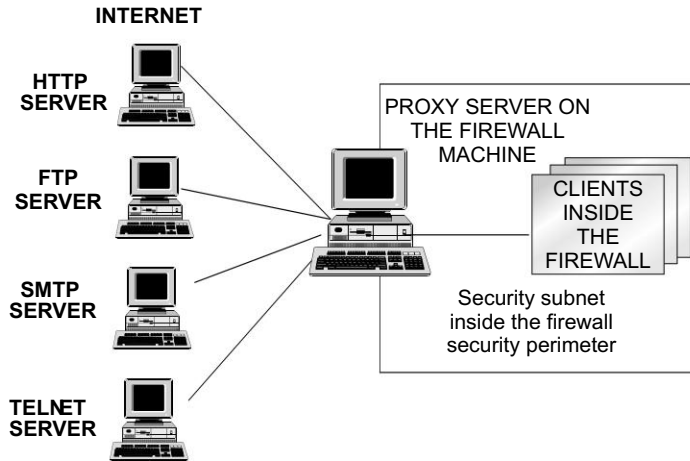 INTERNET
HTTP
SERVER
FTP
SERVER
SMTP
SERVER
TELNET
SERVER
PROXY SERVER ON
THE FIREWALL
MACHINE
CLIENTS
INSIDE
THE
FIREWALL
Security subnet
inside the firewall
security perimeter